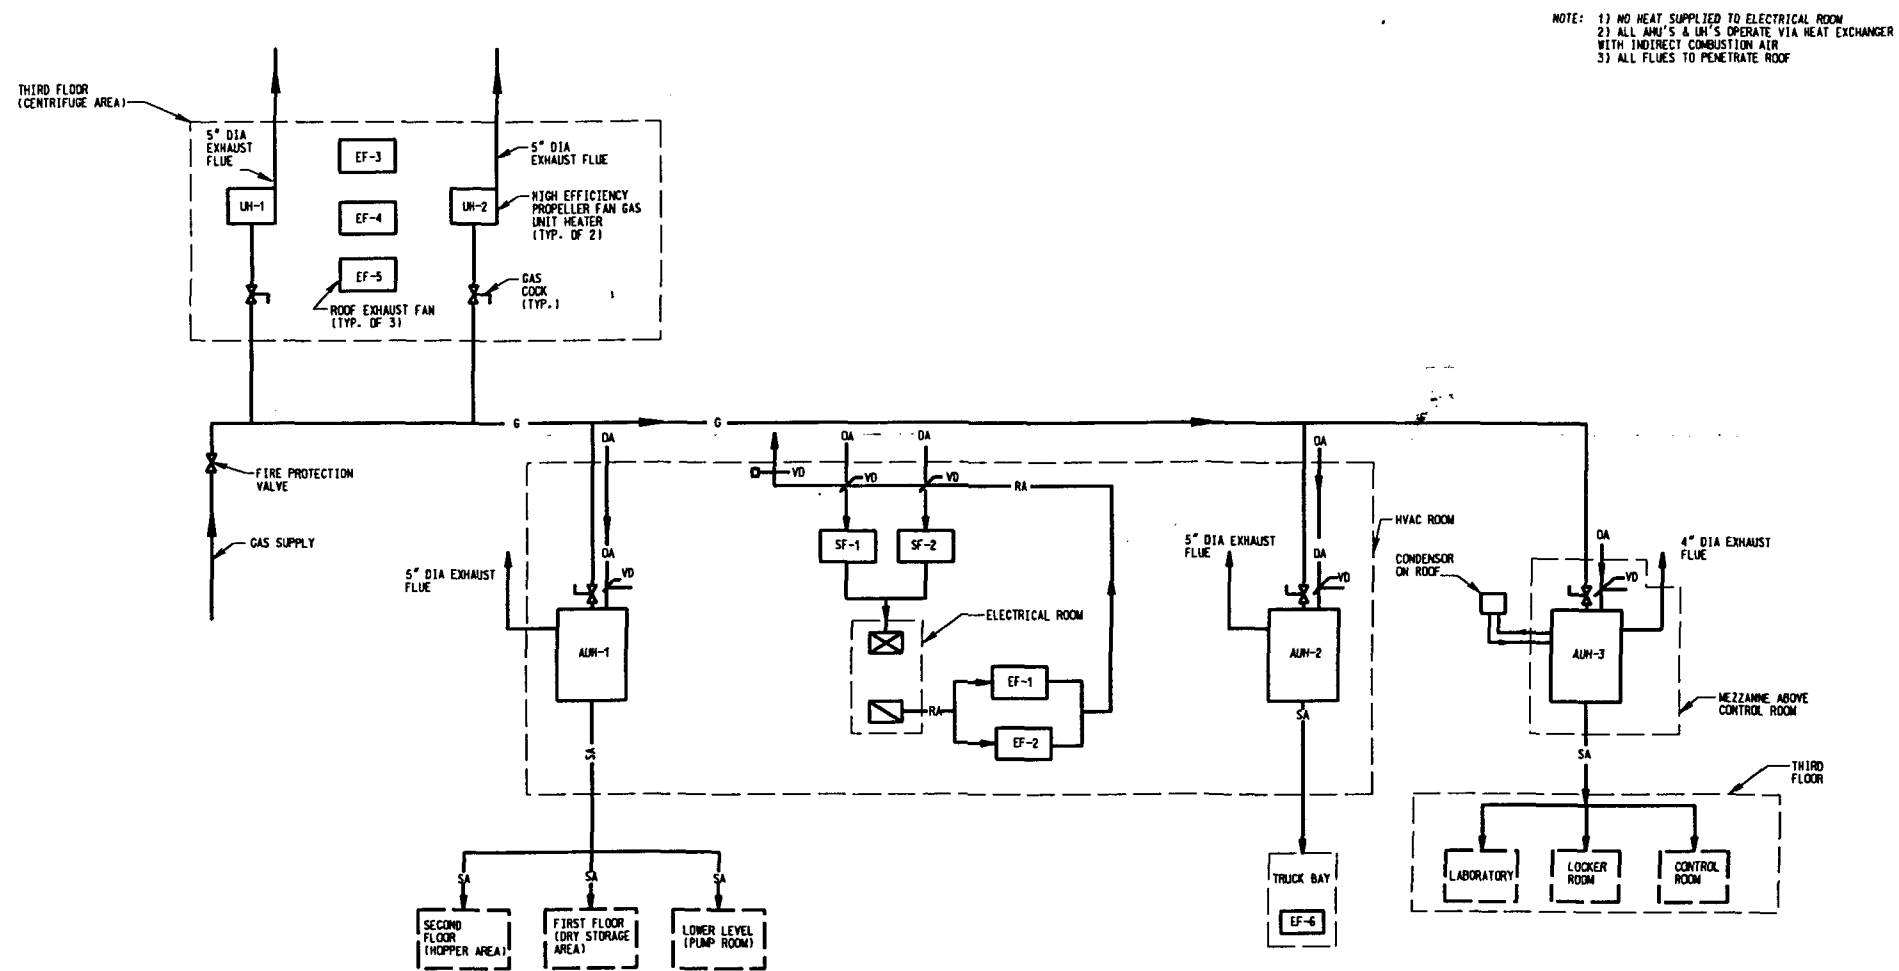 NOTE: 1) NO HEAT SUPPLIED TO ELECTRICAL ROOM
2) ALL AHU'S & UH'S OPERATE VIA HEAT EXCHANGER
WITH INDIRECT COMBUSTION AIR
3) ALL FLUES TO PENETRATE ROOF
THIRD FLOOR
(CENTRIFUGE AREA)
5" DIA
EXHAUST
FLUE
EF-3
5" DIA
EXHAUST FLUE
UH-1
EF-4
UH-2
HIGH EFFICIENCY
PROPELLER FAN GAS
UNIT HEATER
(TYP. OF 2)
EF-5
GAS
COCK
(TYP.)
ROOF EXHAUST FAN
(TYP. OF 3)
G
G
OA
OA
OA
OA
FIRE PROTECTION
VALVE
VD
VD
VD
RA
GAS SUPPLY
HVAC ROOM
SF-1
SF-2
5" DIA EXHAUST
FLUE
OA
4" DIA EXHAUST
FLUE
OA
OA
CONDENSOR
ON ROOF
5" DIA EXHAUST
FLUE
VD
VD
VD
ELECTRICAL ROOM
AUH-1
AUH-2
AUH-3
EF-1
RA
EF-2
SA
MEZZANNE ABOVE
CONTROL ROOM
SA
SA
THIRD
FLOOR
SA
SA
SA
TRUCK BAY
LABORATORY
LOCKER
ROOM
CONTROL
ROOM
EF-6
SECOND
FLOOR
(HOPPER AREA)
FIRST FLOOR
(DRY STORAGE
AREA)
LOWER LEVEL
(PUMP ROOM)